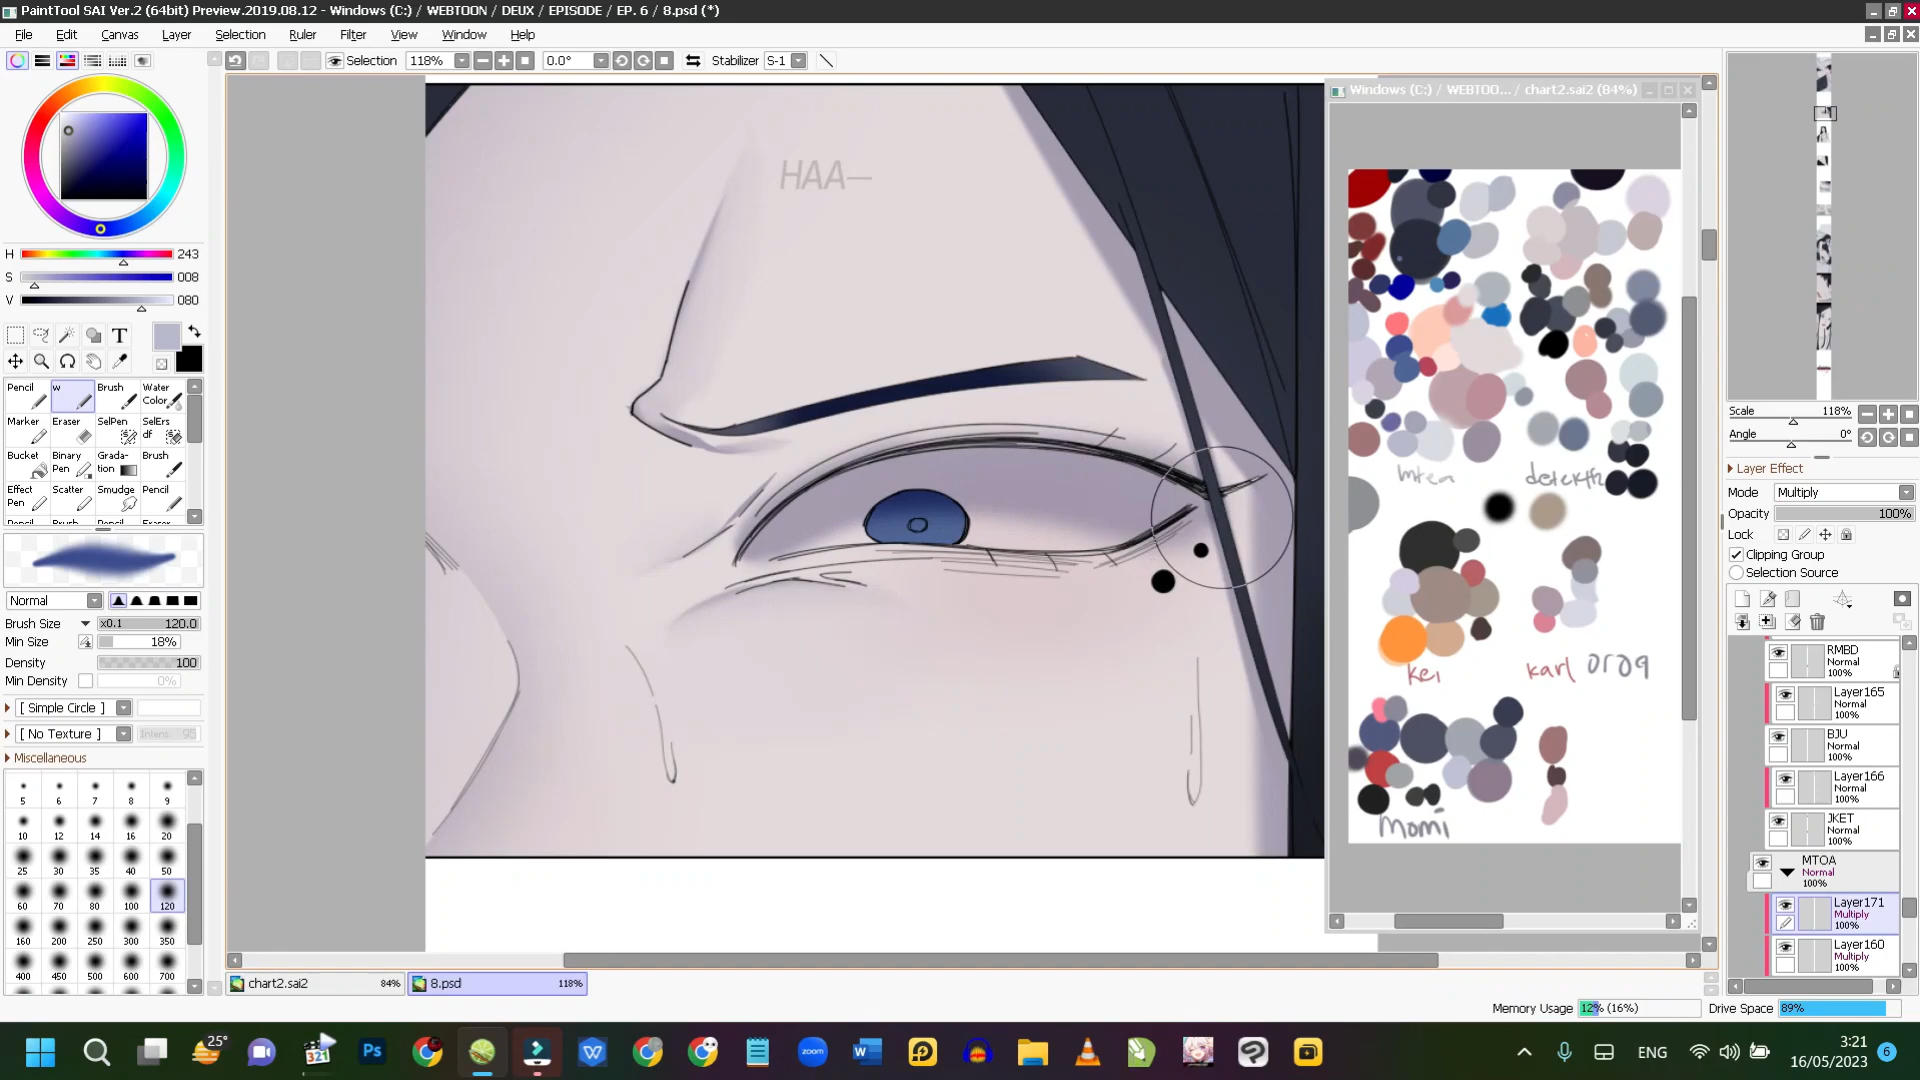 PaintTool SAI Ver.2 (64bit) Preview.2019.08.12 - Windows (C:) / WEBTOON / DEUX / EPISODE / EP. 6 / 8.psd (*)
File Edit Canvas Layer Selection Ruler Filter View Window Help
Selection 118% 0.0° Stabilizer S-1
Windows (C:) / WEBTOO... / chart2.sai2 (84%)
HAA—
H 243
S 008
V 080
T
Pencil w Brush Water Color
Marker Eraser SelPen SelErs df
Bucket Binary Pen Grada-tion Brush
Effect Pen Scatter Smudge Pencil
Normal
Brush Size x0.1 120.0
Min Size 18%
Density 100
Min Density 0%
[ Simple Circle ]
[ No Texture ] Intens. 95
Miscellaneous
5 6 7 8 9
10 12 14 16 20
25 30 35 40 50
60 70 80 100 120
160 200 250 300 350
400 450 500 600 700
kei
karl
Momi
Scale 118%
Angle 0°
Layer Effect
Mode Multiply
Opacity 100%
Lock
Clipping Group
Selection Source
RMBD
Normal
100%
Layer165
Normal
100%
BJU
Normal
100%
Layer166
Normal
100%
JKET
Normal
100%
MTOA
Normal
100%
Layer171
Multiply
100%
Layer160
Multiply
100%
chart2.sai2 84% 8.psd 118%
Memory Usage 12% (16%) Drive Space 89%
25° 321 Ps zoom W ENG 3:21
16/05/2023 6